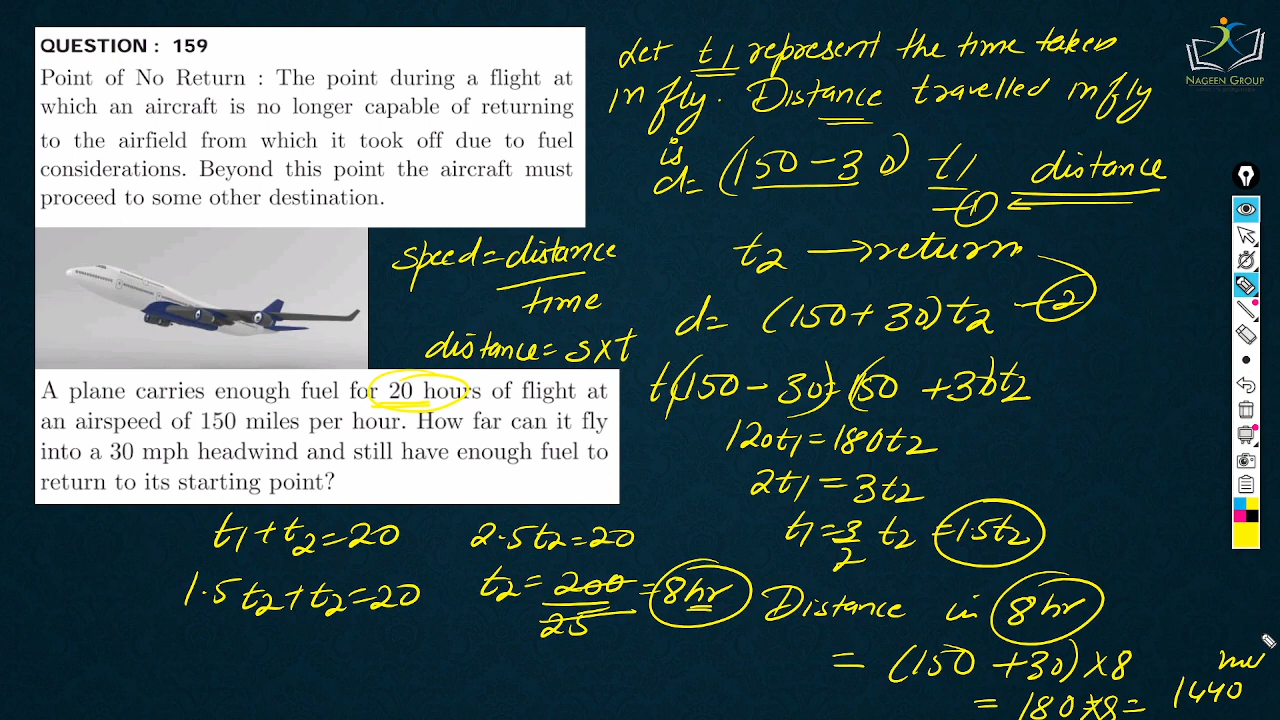 QUESTION : 159
Point of No Return : The point during a flight at
which an aircraft is no longer capable of returning
to the airfield from which it took off due to fuel
considerations. Beyond this point the aircraft must
proceed to some other destination.
A plane carries enough fuel for 20 hours of flight at
an airspeed of 150 miles per hour. How far can it fly
into a 30 mph headwind and still have enough fuel to
return to its starting point?
speed = distance
time
distance = s x t
Let t1 represent the time taken
in fly. Distance travelled in fly
is
d= (150 - 30) t1 distance
-①
t2 → return
d= (150 + 30) t2 -②
t1(150 - 30) = (150 + 30)t2
120t1 = 180t2
2t1 = 3t2
t1 = 3/2 t2 = 1.5t2
t1 + t2 = 20
1.5t2 + t2 = 20
2.5t2 = 20
t2 = 200/25 = 8hr
Distance in 8hr
= (150 + 30) x 8
= 180 x 8 = 1440
NAGEEN GROUP